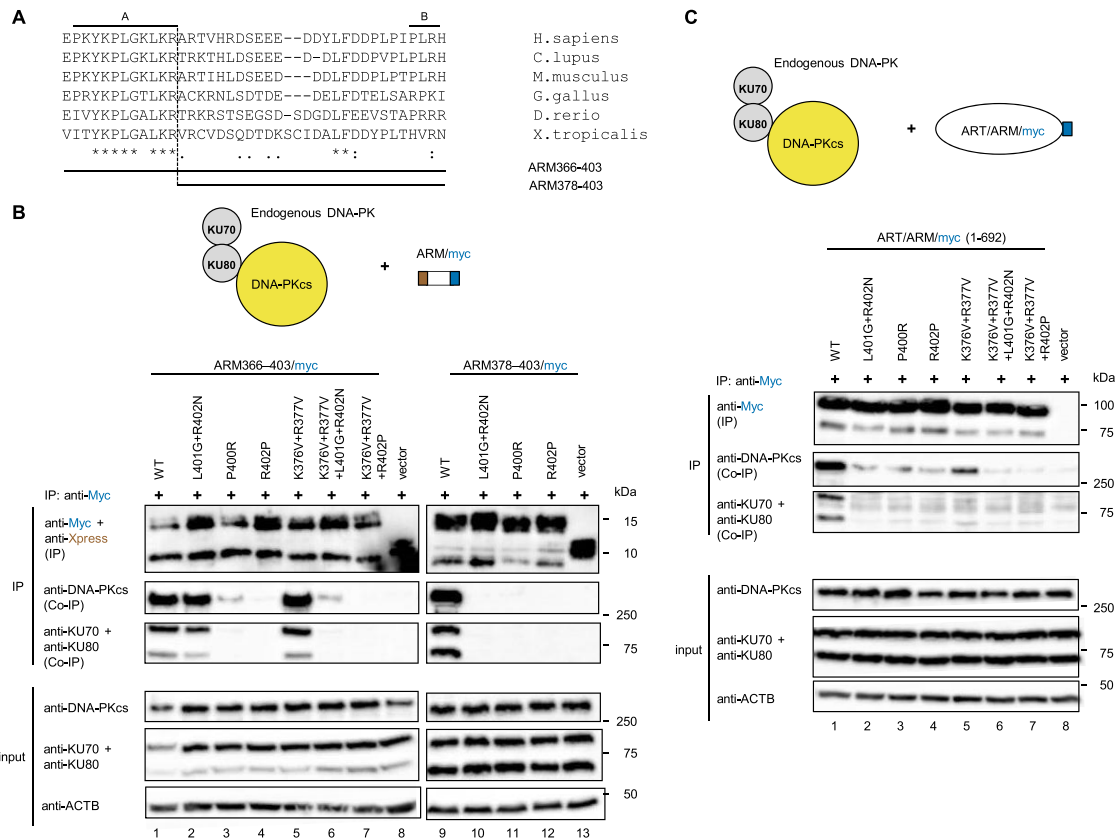 A
A B
EPKYKPLGKLKRARTVHRDSEEE--DDYLFDDPLPIPLRH H.sapiens
EPKYKPLGKLKRTRKTHLDSEEE--D-DLFDDPVPLPLRH C.lupus
EPKYKPLGKLKRARTIHLDSEED--D-DLFDDPLPTPLRH M.musculus
EPRYKPLGTLKRACKRNLSDTDE--DELFDTELSARPKI G.gallus
EIVYKPLGKLKRTRKRSTSEGSD-SDGDLFEEVSTAPRRR D.rerio
VITYKPLGALKRVRCVDSQDTDKSCIDALFDDYPLTHVRN X.tropicalis
***** ***. .. .. **: :
ARM366-403
ARM378-403
B
Endogenous DNA-PK
KU70
KU80
DNA-PKcs
+
ARM/myc
ARM366–403/myc
ARM378–403/myc
WT
L401G+R402N
P400R
R402P
K376V+R377V
K376V+R377V
+L401G+R402N
K376V+R377V
+R402P
vector
WT
L401G+R402N
P400R
R402P
vector
IP: anti-Myc + + + + + + + + + + + + + kDa
IP
anti-Myc +
anti-Xpress
(IP)
15
10
anti-DNA-PKcs
(Co-IP)
250
anti-KU70 +
anti-KU80
(Co-IP)
75
input
anti-DNA-PKcs
250
anti-KU70 +
anti-KU80
75
50
anti-ACTB
1 2 3 4 5 6 7 8 9 10 11 12 13
C
Endogenous DNA-PK
KU70
KU80
DNA-PKcs
+
ART/ARM/myc
ART/ARM/myc (1-692)
WT
L401G+R402N
P400R
R402P
K376V+R377V
K376V+R377V
+L401G+R402N
K376V+R377V
+R402P
vector
IP: anti-Myc + + + + + + + + kDa
IP
anti-Myc
(IP)
100
75
anti-DNA-PKcs
(Co-IP)
250
anti-KU70 +
anti-KU80
(Co-IP)
75
input
anti-DNA-PKcs
250
anti-KU70 +
anti-KU80
75
50
anti-ACTB
1 2 3 4 5 6 7 8